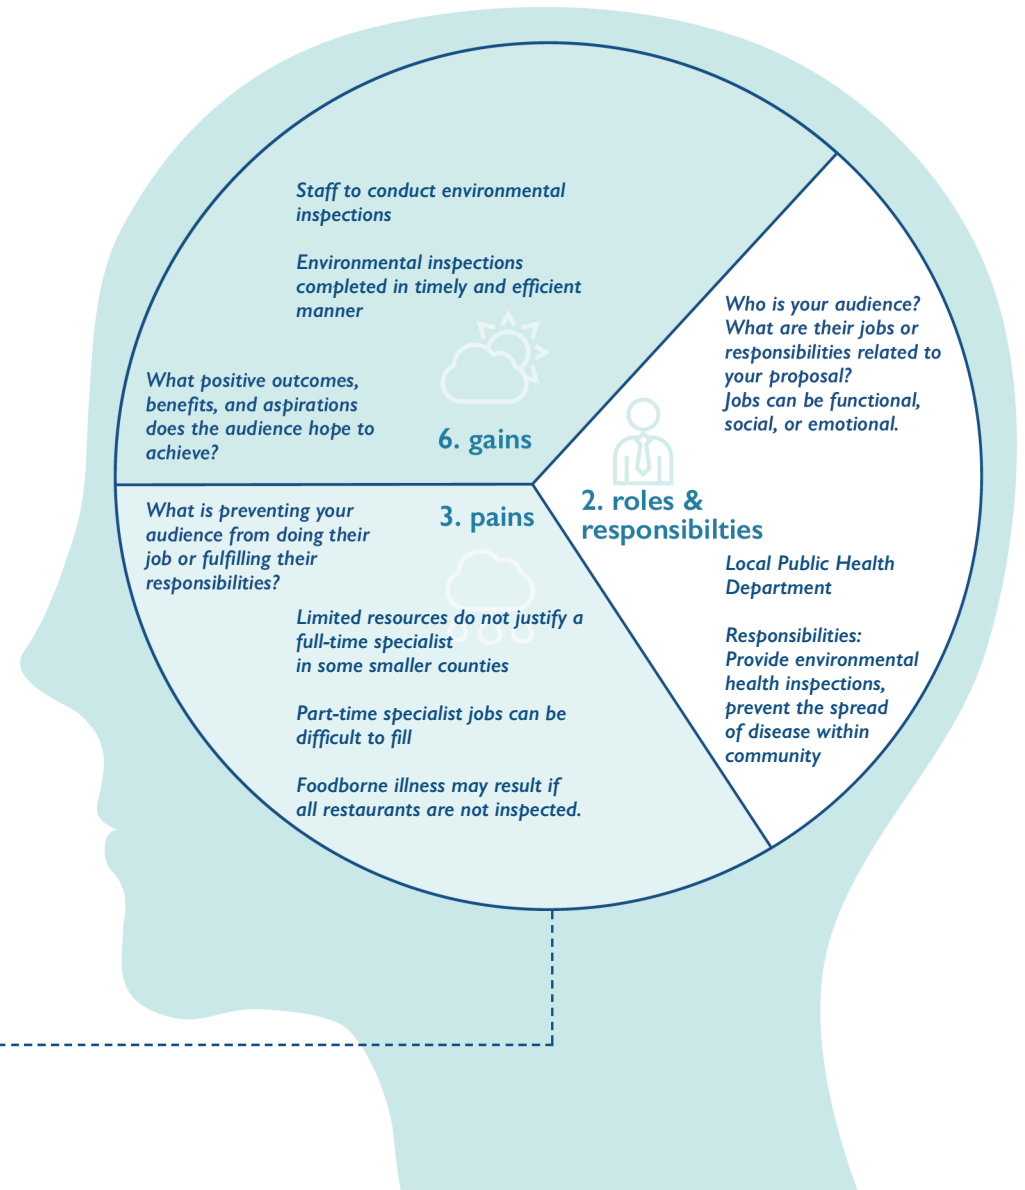 Staff to conduct environmental
inspections
Environmental inspections
completed in timely and efficient
manner
What positive outcomes,
benefits, and aspirations
does the audience hope to
achieve?
6. gains
Who is your audience?
What are their jobs or
responsibilities related to
your proposal?
Jobs can be functional,
social, or emotional.
2. roles &
responsibilties
Local Public Health
Department
Responsibilities:
Provide environmental
health inspections,
prevent the spread
of disease within
community
3. pains
What is preventing your
audience from doing their
job or fulfilling their
responsibilities?
Limited resources do not justify a
full-time specialist
in some smaller counties
Part-time specialist jobs can be
difficult to fill
Foodborne illness may result if
all restaurants are not inspected.